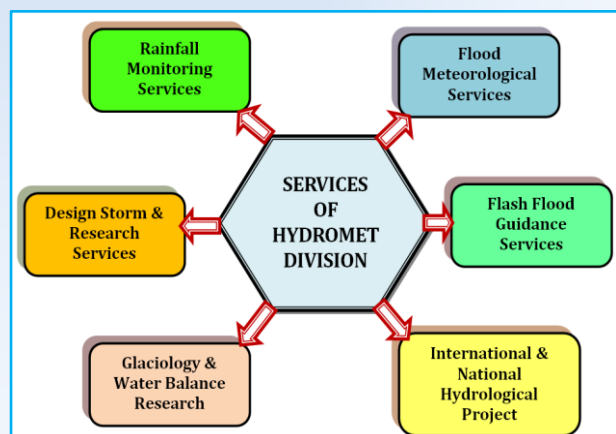 Rainfall
Monitoring
Services
Flood
Meteorological
Services
SERVICES
OF
HYDROMET
DIVISION
Design Storm &
Research
Services
Flash Flood
Guidance
Services
Glaciology &
Water Balance
Research
International &
National
Hydrological
Project